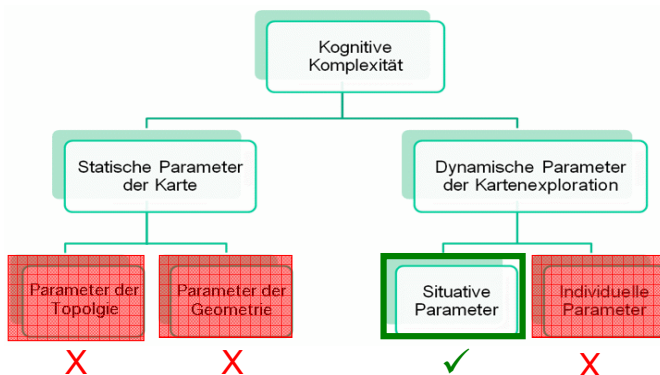 Kognitive
Komplexität
Statische Parameter
der Karte
Dynamische Parameter
der Kartenexploration
Parameter der
Topolgie
Parameter der
Geometrie
Situative
Parameter
Individuelle
Parameter
X
X
✓
X